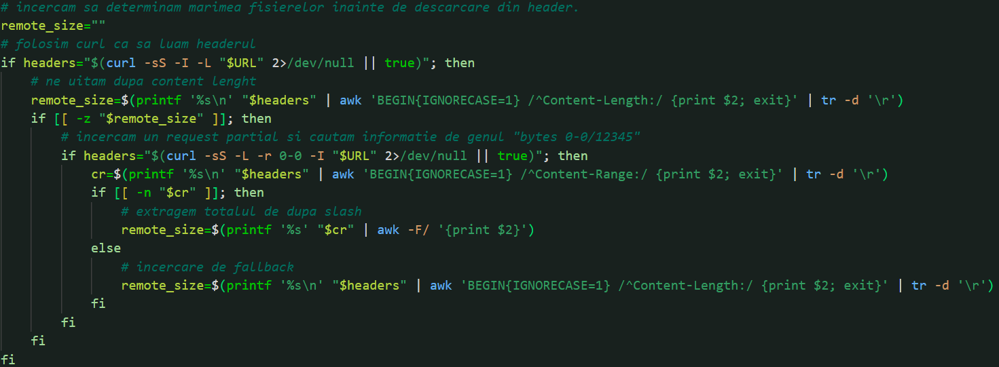 # incercam sa determinam marimea fisierelor inainte de descarcare din header.
remote_size=""
# folosim curl ca sa luam headerul
if headers="$(curl -sS -I -L "$URL" 2>/dev/null || true)"; then
    # ne uitam dupa content lenght
    remote_size=$(printf '%s\n' "$headers" | awk 'BEGIN{IGNORECASE=1} /^Content-Length:/ {print $2; exit}' | tr -d '\r')
    if [[ -z "$remote_size" ]]; then
        # incercam un request partial si cautam informatie de genul "bytes 0-0/12345"
        if headers="$(curl -sS -L -r 0-0 -I "$URL" 2>/dev/null || true)"; then
            cr=$(printf '%s\n' "$headers" | awk 'BEGIN{IGNORECASE=1} /^Content-Range:/ {print $2; exit}' | tr -d '\r')
            if [[ -n "$cr" ]]; then
                # extragem totalul de dupa slash
                remote_size=$(printf '%s' "$cr" | awk -F/ '{print $2}')
            else
                # incercare de fallback
                remote_size=$(printf '%s\n' "$headers" | awk 'BEGIN{IGNORECASE=1} /^Content-Length:/ {print $2; exit}' | tr -d '\r')
            fi
        fi
    fi
fi